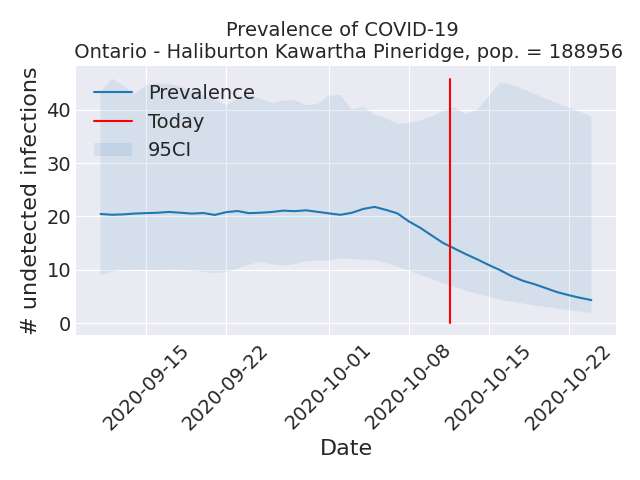 Prevalence of COVID-19
Ontario - Haliburton Kawartha Pineridge, pop. = 188956
# undetected infections
40
30
20
10
0
Prevalence
Today
95CI
2020-09-15
2020-09-22
2020-10-01
2020-10-08
2020-10-15
2020-10-22
Date